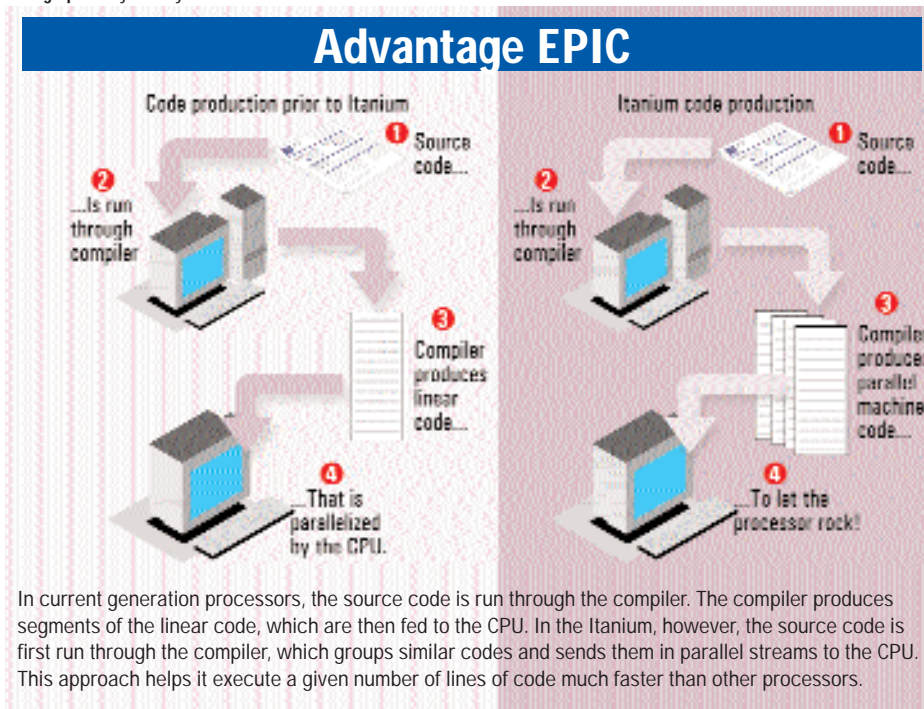 Advantage EPIC
Code production prior to Itanium
1 Source
code...
2
...Is run
through
compiler
3
Compiler
produces
linear
code...
4
...That is
parallelized
by the CPU.
Itanium code production
1 Source
code...
2
...Is run
through
compiler
3
Compiler
produces
parallel
machine
code...
4
...To let the
processor rock!
In current generation processors, the source code is run through the compiler. The compiler produces
segments of the linear code, which are then fed to the CPU. In the Itanium, however, the source code is
first run through the compiler, which groups similar codes and sends them in parallel streams to the CPU.
This approach helps it execute a given number of lines of code much faster than other processors.